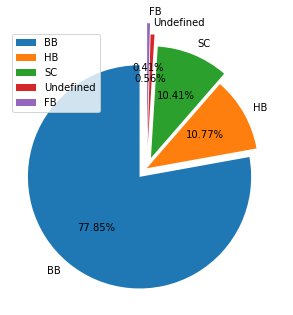 FB
Undefined
SC
HB
BB
BB
HB
SC
Undefined
FB
0.41%
0.56%
10.41%
10.77%
77.85%